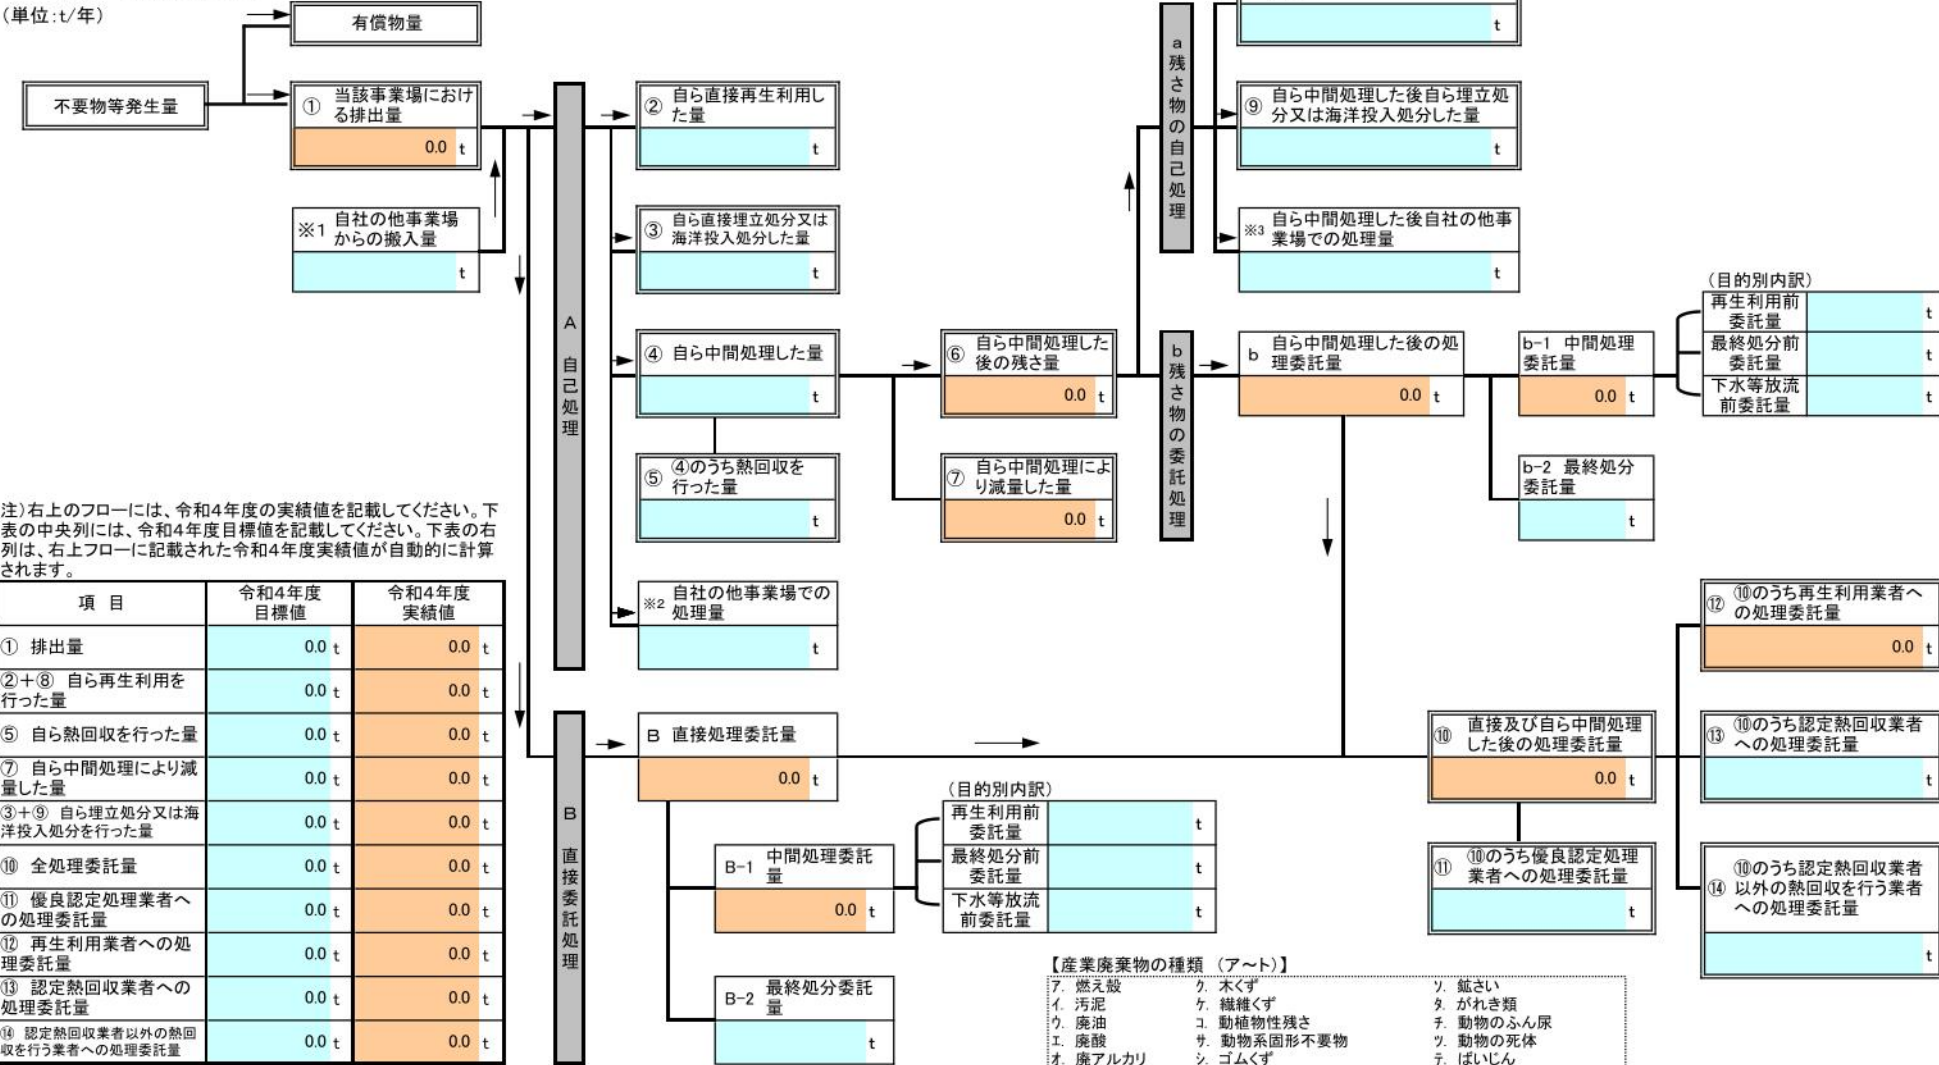 (単位:t/年)
有償物量
不要物等発生量
① 当該事業場におけ
る排出量
0.0 t
※1 自社の他事業場
からの搬入量
t
A 自己処理
② 自ら直接再生利用し
た量
t
③ 自ら直接埋立処分又は
海洋投入処分した量
t
④ 自ら中間処理した量
t
⑤ ④のうち熱回収を
行った量
t
※2 自社の他事業場での
処理量
t
⑥ 自ら中間処理した
後の残さ量
0.0 t
⑦ 自ら中間処理によ
り減量した量
0.0 t
a残さ物の自己処理
t
⑨ 自ら中間処理した後自ら埋立処
分又は海洋投入処分した量
t
※3 自ら中間処理した後自社の他事
業場での処理量
t
b残さ物の委託処理
b 自ら中間処理した後の処
理委託量
0.0 t
b-1 中間処理
委託量
0.0 t
(目的別内訳)
再生利用前
委託量
t
最終処分前
委託量
t
下水等放流
前委託量
t
b-2 最終処分
委託量
t
注)右上のフローには、令和4年度の実績値を記載してください。下
表の中央列には、令和4年度目標値を記載してください。下表の右
列は、右上フローに記載された令和4年度実績値が自動的に計算
されます。
項 目 令和4年度 令和4年度
目標値 実績値
① 排出量 0.0 t 0.0 t
②+⑧ 自ら再生利用を
行った量 0.0 t 0.0 t
⑤ 自ら熱回収を行った量 0.0 t 0.0 t
⑦ 自ら中間処理により減
量した量 0.0 t 0.0 t
③+⑨ 自ら埋立処分又は海
洋投入処分を行った量 0.0 t 0.0 t
⑩ 全処理委託量 0.0 t 0.0 t
⑪ 優良認定処理業者へ
の処理委託量 0.0 t 0.0 t
⑫ 再生利用業者への処
理委託量 0.0 t 0.0 t
⑬ 認定熱回収業者への
処理委託量 0.0 t 0.0 t
⑭ 認定熱回収業者以外の熱回
収を行う業者への処理委託量 0.0 t 0.0 t
B 直接委託処理
B 直接処理委託量
0.0 t
B-1 中間処理委託
量
0.0 t
(目的別内訳)
再生利用前
委託量
t
最終処分前
委託量
t
下水等放流
前委託量
t
B-2 最終処分委託
量
t
⑩ 直接及び自ら中間処理
した後の処理委託量
0.0 t
⑪ ⑩のうち優良認定処理
業者への処理委託量
t
⑫ ⑩のうち再生利用業者へ
の処理委託量
0.0 t
⑬ ⑩のうち認定熱回収業者
への処理委託量
t
⑭ ⑩のうち認定熱回収業者
以外の熱回収を行う業者
への処理委託量
t
【産業廃棄物の種類 (ア~ト)】
ア. 燃え殻 ク. 木くず ソ. 鉱さい
イ. 汚泥 ケ. 繊維くず タ. がれき類
ウ. 廃油 コ. 動植物性残さ チ. 動物のふん尿
エ. 廃酸 サ. 動物系固形不要物 ツ. 動物の死体
オ. 廃アルカリ シ. ゴムくず テ. ばいじん